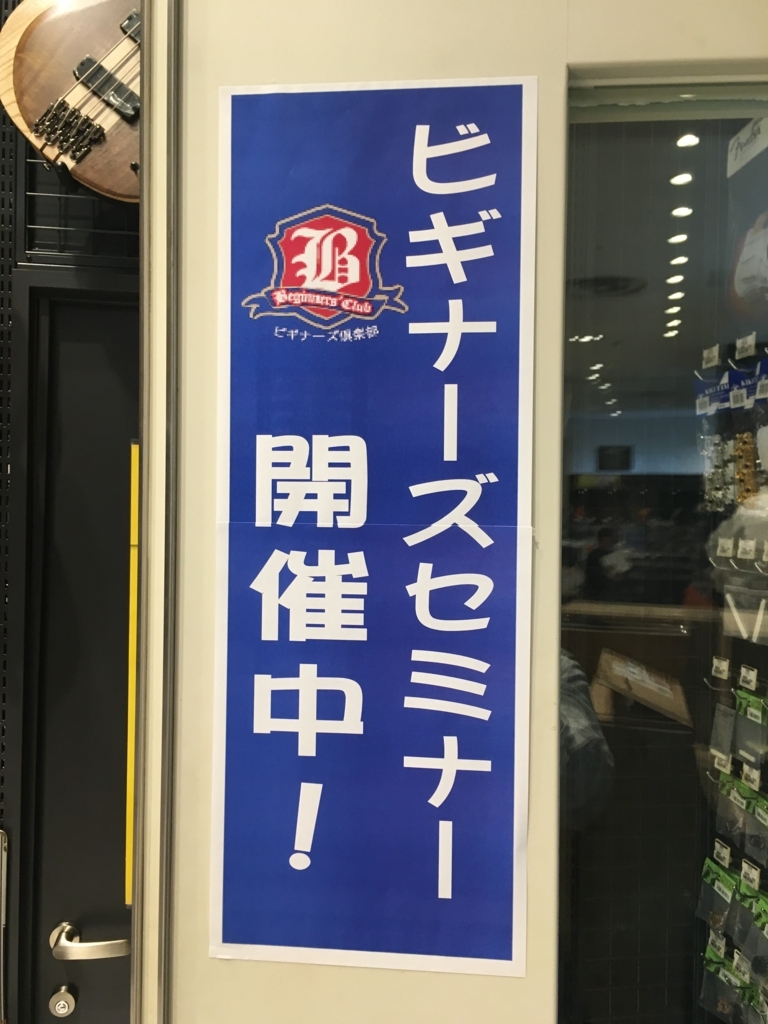 ビギナーズセミナー
開催中！
B
Beginners Club
ビギナーズ倶楽部
Fender